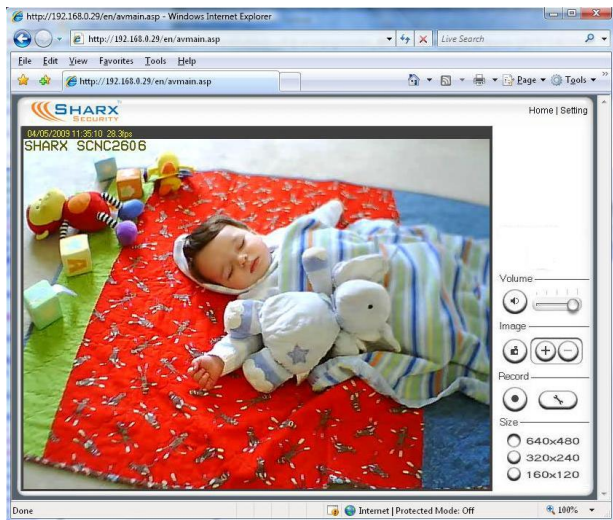 http://192.168.0.29/en/avmain.asp - Windows Internet Explorer
http://192.168.0.29/en/avmain.asp
Live Search
File Edit View Favorites Tools Help
http://192.168.0.29/en/avmain.asp
Page Tools
SHARX
SECURITY
Home | Setting
04/05/2009 11:35:10 28.3fps
SHARX SCNC2606
A
Volume
Image
Record
Size
640x480
320x240
160x120
Done
Internet | Protected Mode: Off
100%